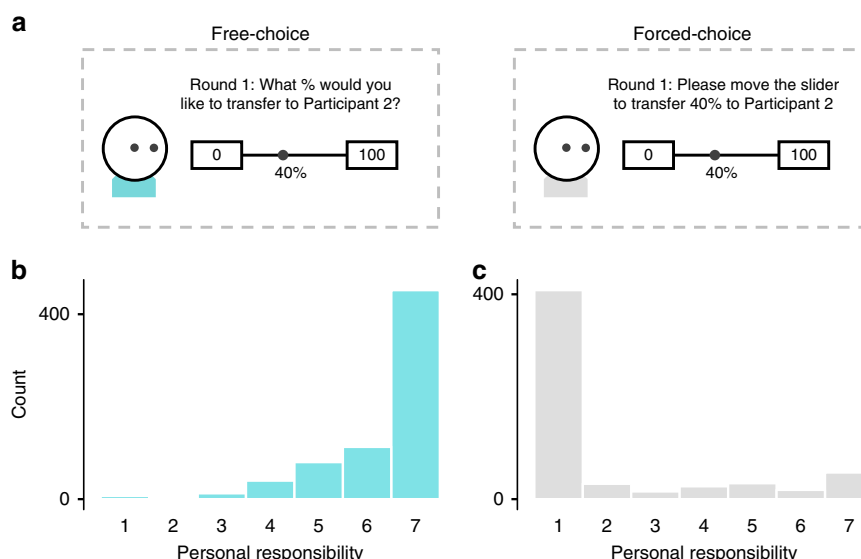 a
Free-choice
Round 1: What % would you
like to transfer to Participant 2?
0
100
40%
Forced-choice
Round 1: Please move the slider
to transfer 40% to Participant 2
0
100
40%
b
400
0
Count
1 2 3 4 5 6 7
Personal responsibility
c
400
0
1 2 3 4 5 6 7
Personal responsibility